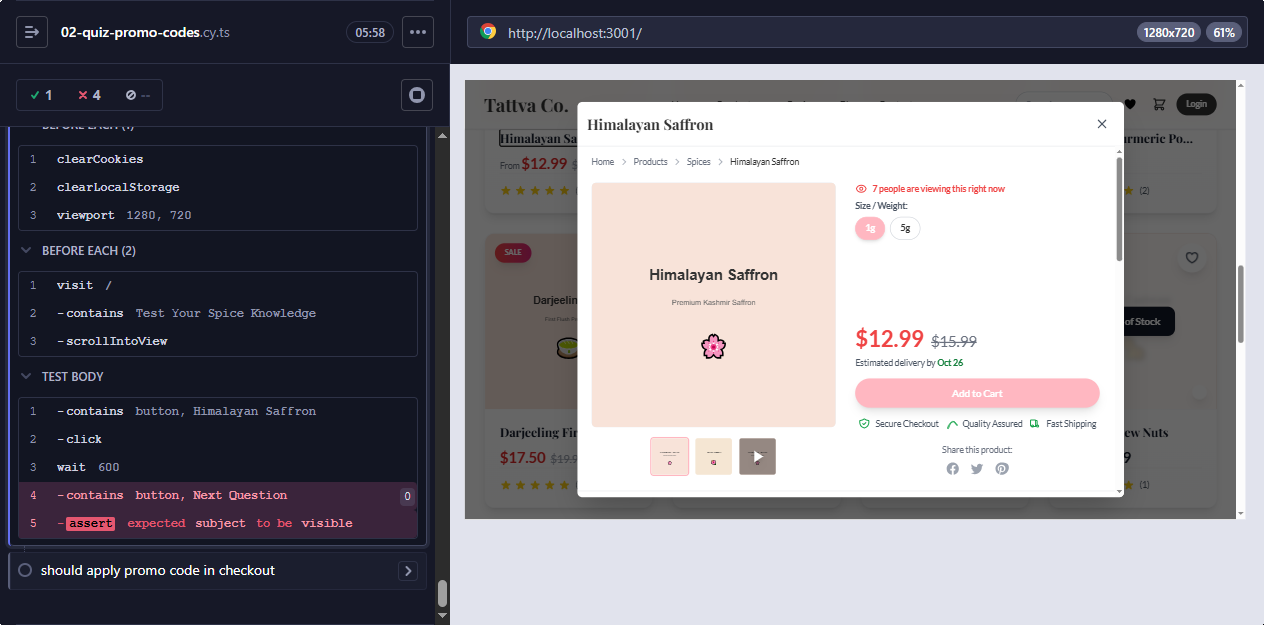 02-quiz-promo-codes.cy.ts
05:58
1
4
--
BEFORE EACH (1)
1 clearCookies
2 clearLocalStorage
3 viewport 1280, 720
BEFORE EACH (2)
1 visit /
2 -contains Test Your Spice Knowledge
3 -scrollIntoView
TEST BODY
1 -contains button, Himalayan Saffron
2 -click
3 wait 600
4 -contains button, Next Question 0
5 -assert expected subject to be visible
should apply promo code in checkout
http://localhost:3001/
1280x720
61%
Tattva Co.
Login
Himalayan Sa
From $12.99
urmeric Po...
(2)
SALE
Darjeelin
of Stock
Darjeeling Fir
$17.50 $19.9
ew Nuts
9
(1)
Himalayan Saffron
Home > Products > Spices > Himalayan Saffron
Himalayan Saffron
Premium Kashmir Saffron
7 people are viewing this right now
Size / Weight:
1g
5g
$12.99 $15.99
Estimated delivery by Oct 26
Add to Cart
Secure Checkout
Quality Assured
Fast Shipping
Share this product: